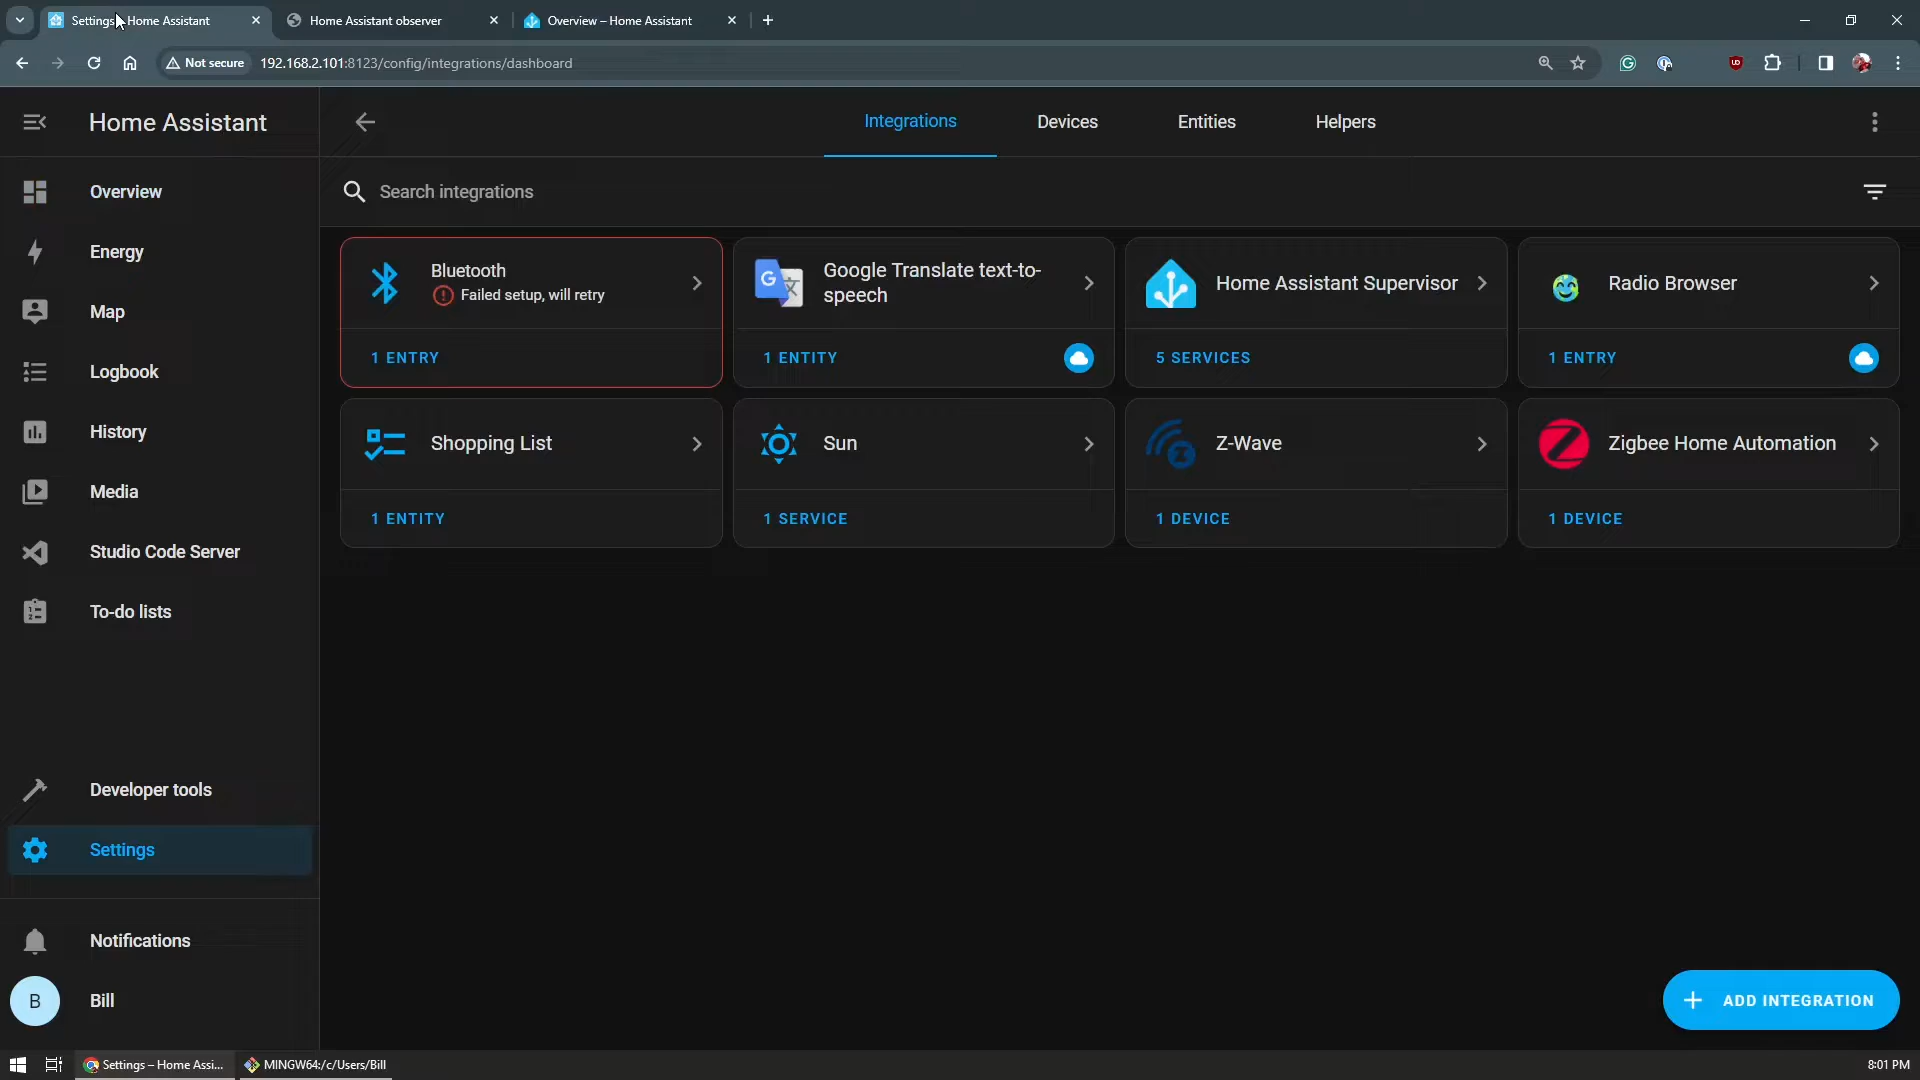 Settings – Home Assistant
Home Assistant observer
Overview – Home Assistant
Not secure
192.168.2.101:8123/config/integrations/dashboard
Home Assistant
Integrations
Devices
Entities
Helpers
Search integrations
Overview
Energy
Map
Logbook
History
Media
Studio Code Server
To-do lists
Developer tools
Settings
Notifications
B
Bill
Bluetooth
Failed setup, will retry
1 ENTRY
Google Translate text-to-
speech
1 ENTITY
Home Assistant Supervisor
5 SERVICES
Radio Browser
1 ENTRY
Shopping List
1 ENTITY
Sun
1 SERVICE
Z-Wave
1 DEVICE
Zigbee Home Automation
1 DEVICE
ADD INTEGRATION
Settings – Home Assi...
MINGW64:/c/Users/Bill
8:01 PM